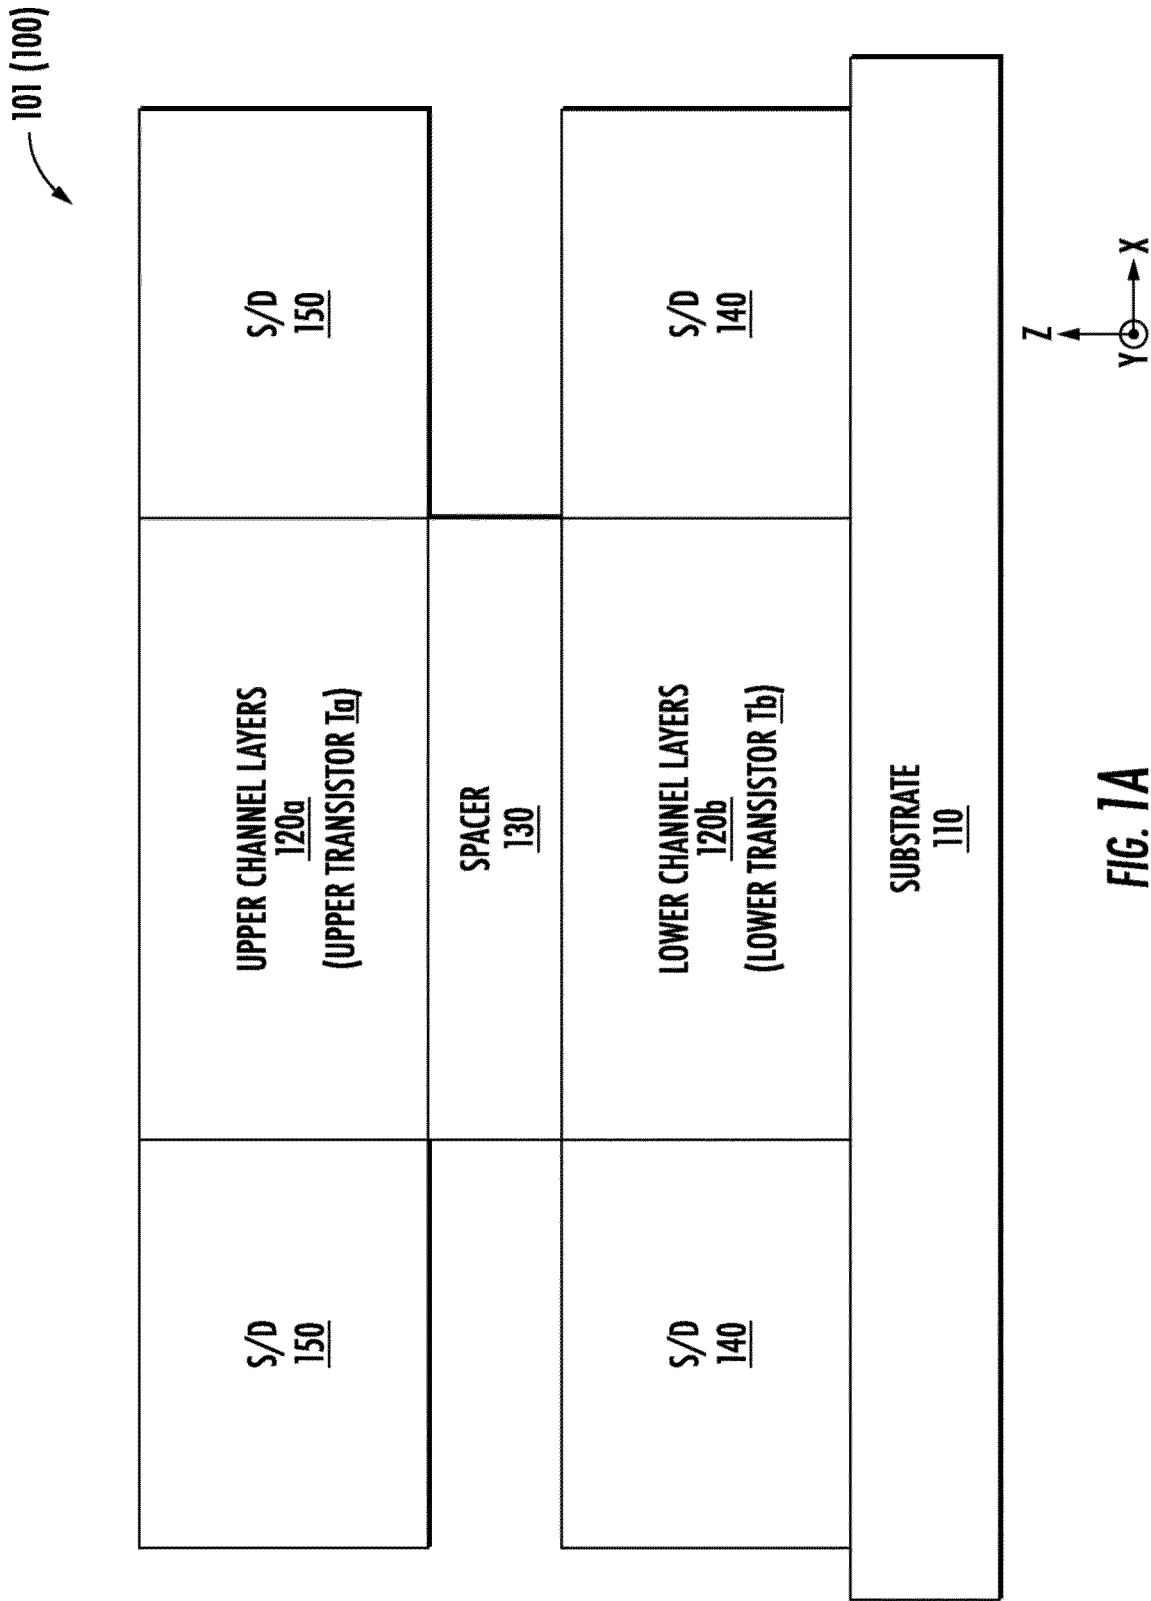 101 (100)
S/D
150
UPPER CHANNEL LAYERS
120a
(UPPER TRANSISTOR Ta)
S/D
150
SPACER
130
S/D
140
LOWER CHANNEL LAYERS
120b
(LOWER TRANSISTOR Tb)
S/D
140
SUBSTRATE
110
Z
Y
X
FIG. 1A